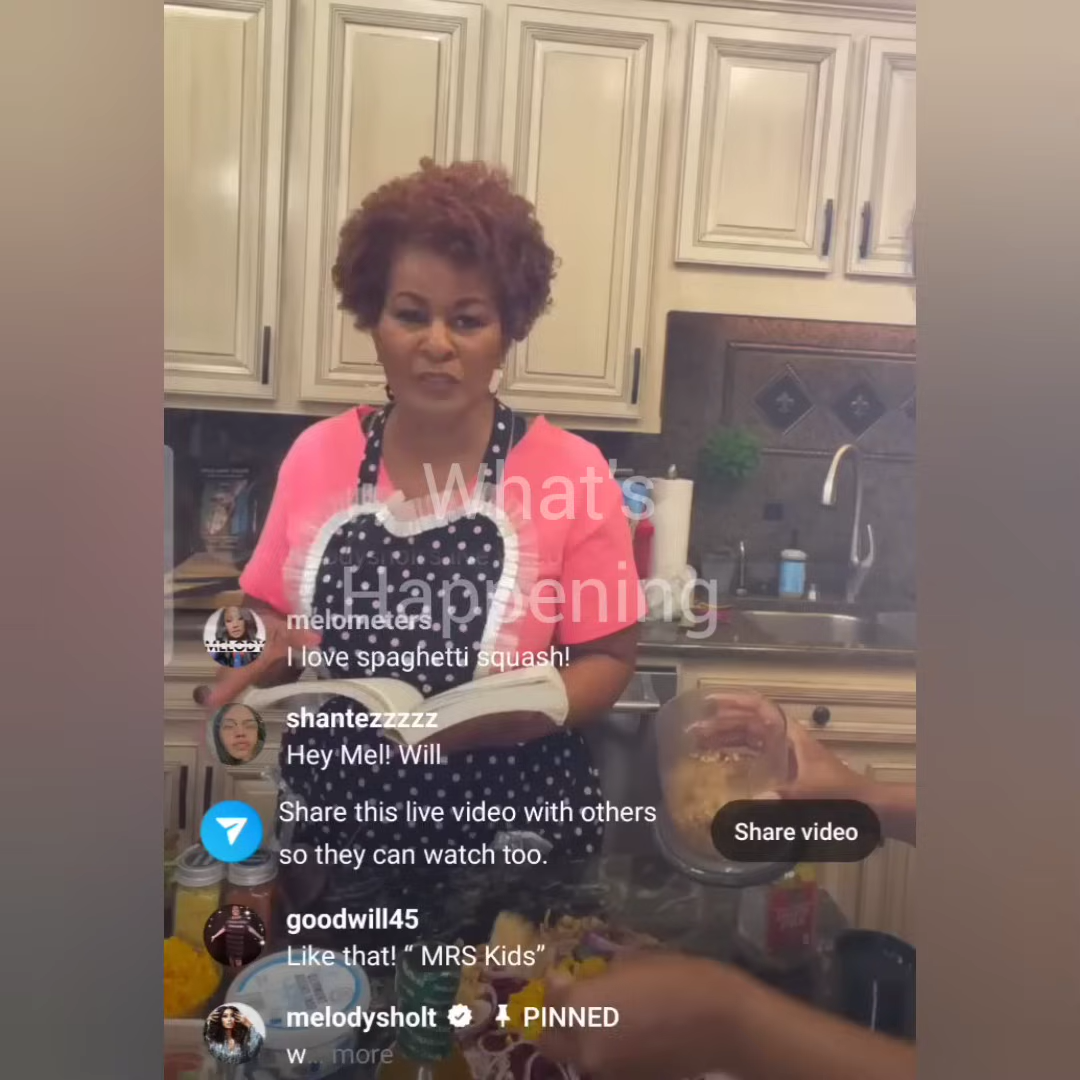 What's
Happening
melometers
I love spaghetti squash!
shantezzzzz
Hey Mel! Will
Share this live video with others
so they can watch too.
Share video
goodwill45
Like that! “ MRS Kids”
melodysholt PINNED
w... more
MELODY